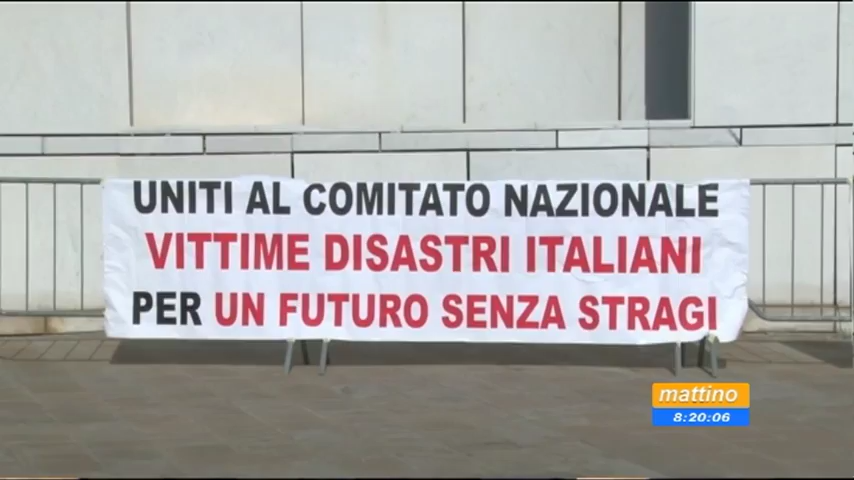 UNITI AL COMITATO NAZIONALE
VITTIME DISASTRI ITALIANI
PER UN FUTURO SENZA STRAGI
mattino
8:20:06